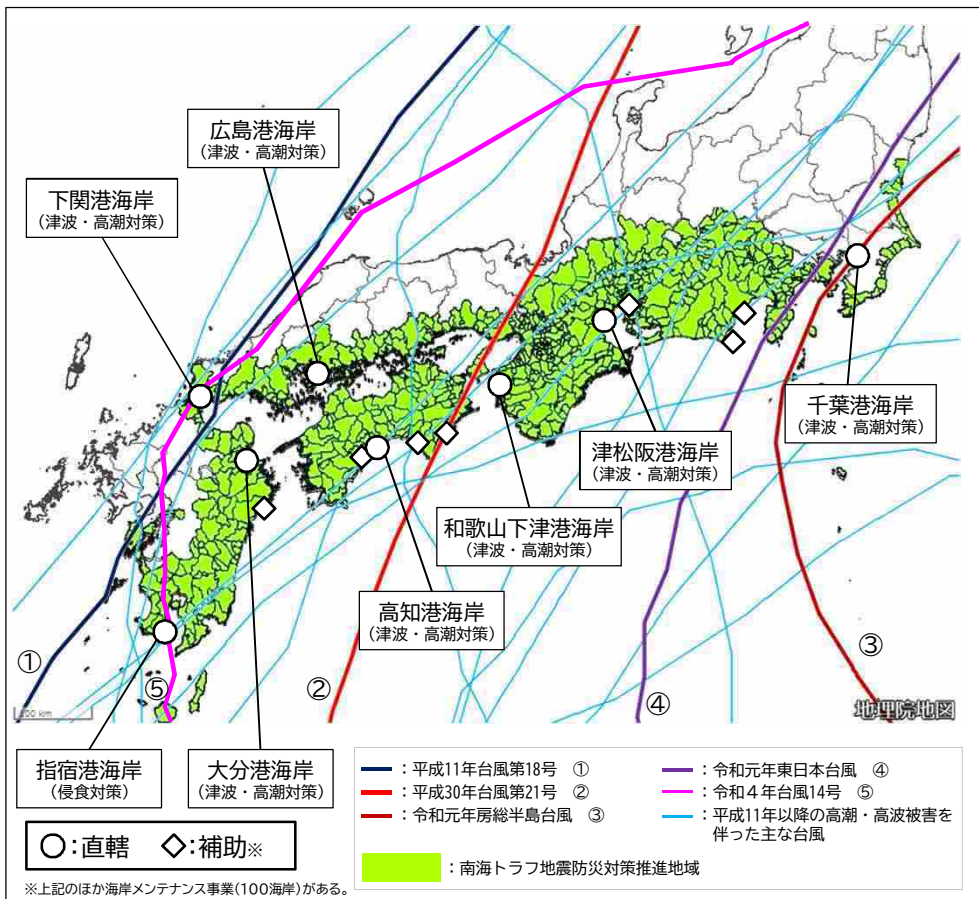 広島港海岸
（津波・高潮対策）
下関港海岸
（津波・高潮対策）
千葉港海岸
（津波・高潮対策）
津松阪港海岸
（津波・高潮対策）
和歌山下津港海岸
（津波・高潮対策）
高知港海岸
（津波・高潮対策）
①
⑤
②
④
③
100 km
地理院地図
指宿港海岸
（侵食対策）
大分港海岸
（津波・高潮対策）
○:直轄 ◇:補助※
※上記のほか海岸メンテナンス事業(100海岸)がある。
：平成11年台風第18号 ①
：平成30年台風第21号 ②
：令和元年房総半島台風 ③
：令和元年東日本台風 ④
：令和４年台風14号 ⑤
：平成11年以降の高潮・高波被害を
伴った主な台風
：南海トラフ地震防災対策推進地域